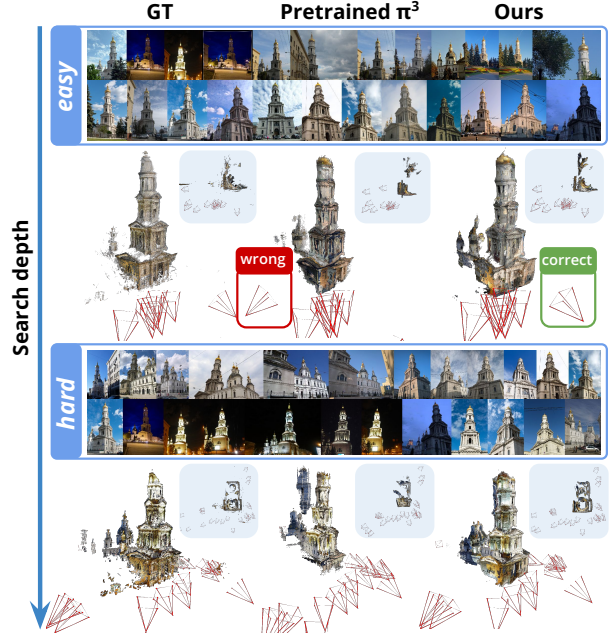 GT
Pretrained π³
Ours
easy
wrong
correct
Search depth
hard